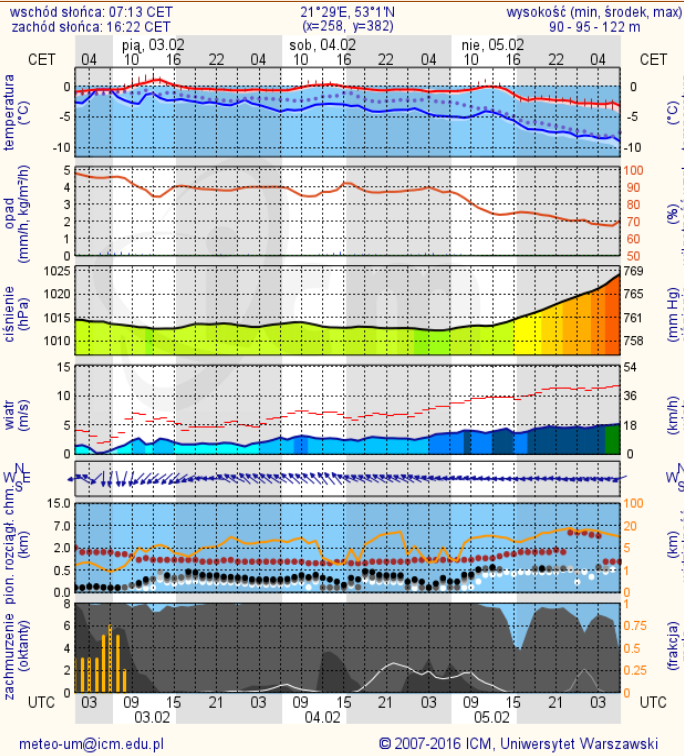 wschód słońca: 07:13 CET 21°29'E, 53°1'N wysokość (min, środek, max)
zachód słońca: 16:22 CET (x=258, y=382) 90 - 95 - 122 m
pią, 03.02 sob, 04.02 nie, 05.02
CET 04 10 16 22 04 10 16 22 04 10 16 22 04 CET
temperatura (°C)
0 0
-5 -5
-10 -10
(°C)
opad (mm/h, kg/m²/h)
5 100
4 90
3 80
2 70
1 60
0 50
(%)
ciśnienie (hPa)
1025 769
1020 765
1015 761
1010 758
(mm Hg)
wiatr (m/s)
15 54
10 36
5 18
0 0
(km/h)
N
W E
S
N
W
S
pion. rozciągł. chm. (km)
15.0 100
7.0 20
2.0 5
0.5 1
0.0 0
(km)
zachmurzenie (oktanty)
8 1
6 0.75
4 0.5
2 0.25
0 0
(frakcja)
UTC 03 09 15 21 03 09 15 21 03 09 15 21 03 UTC
03.02 04.02 05.02
meteo-um@icm.edu.pl © 2007-2016 ICM, Uniwersytet Warszawski